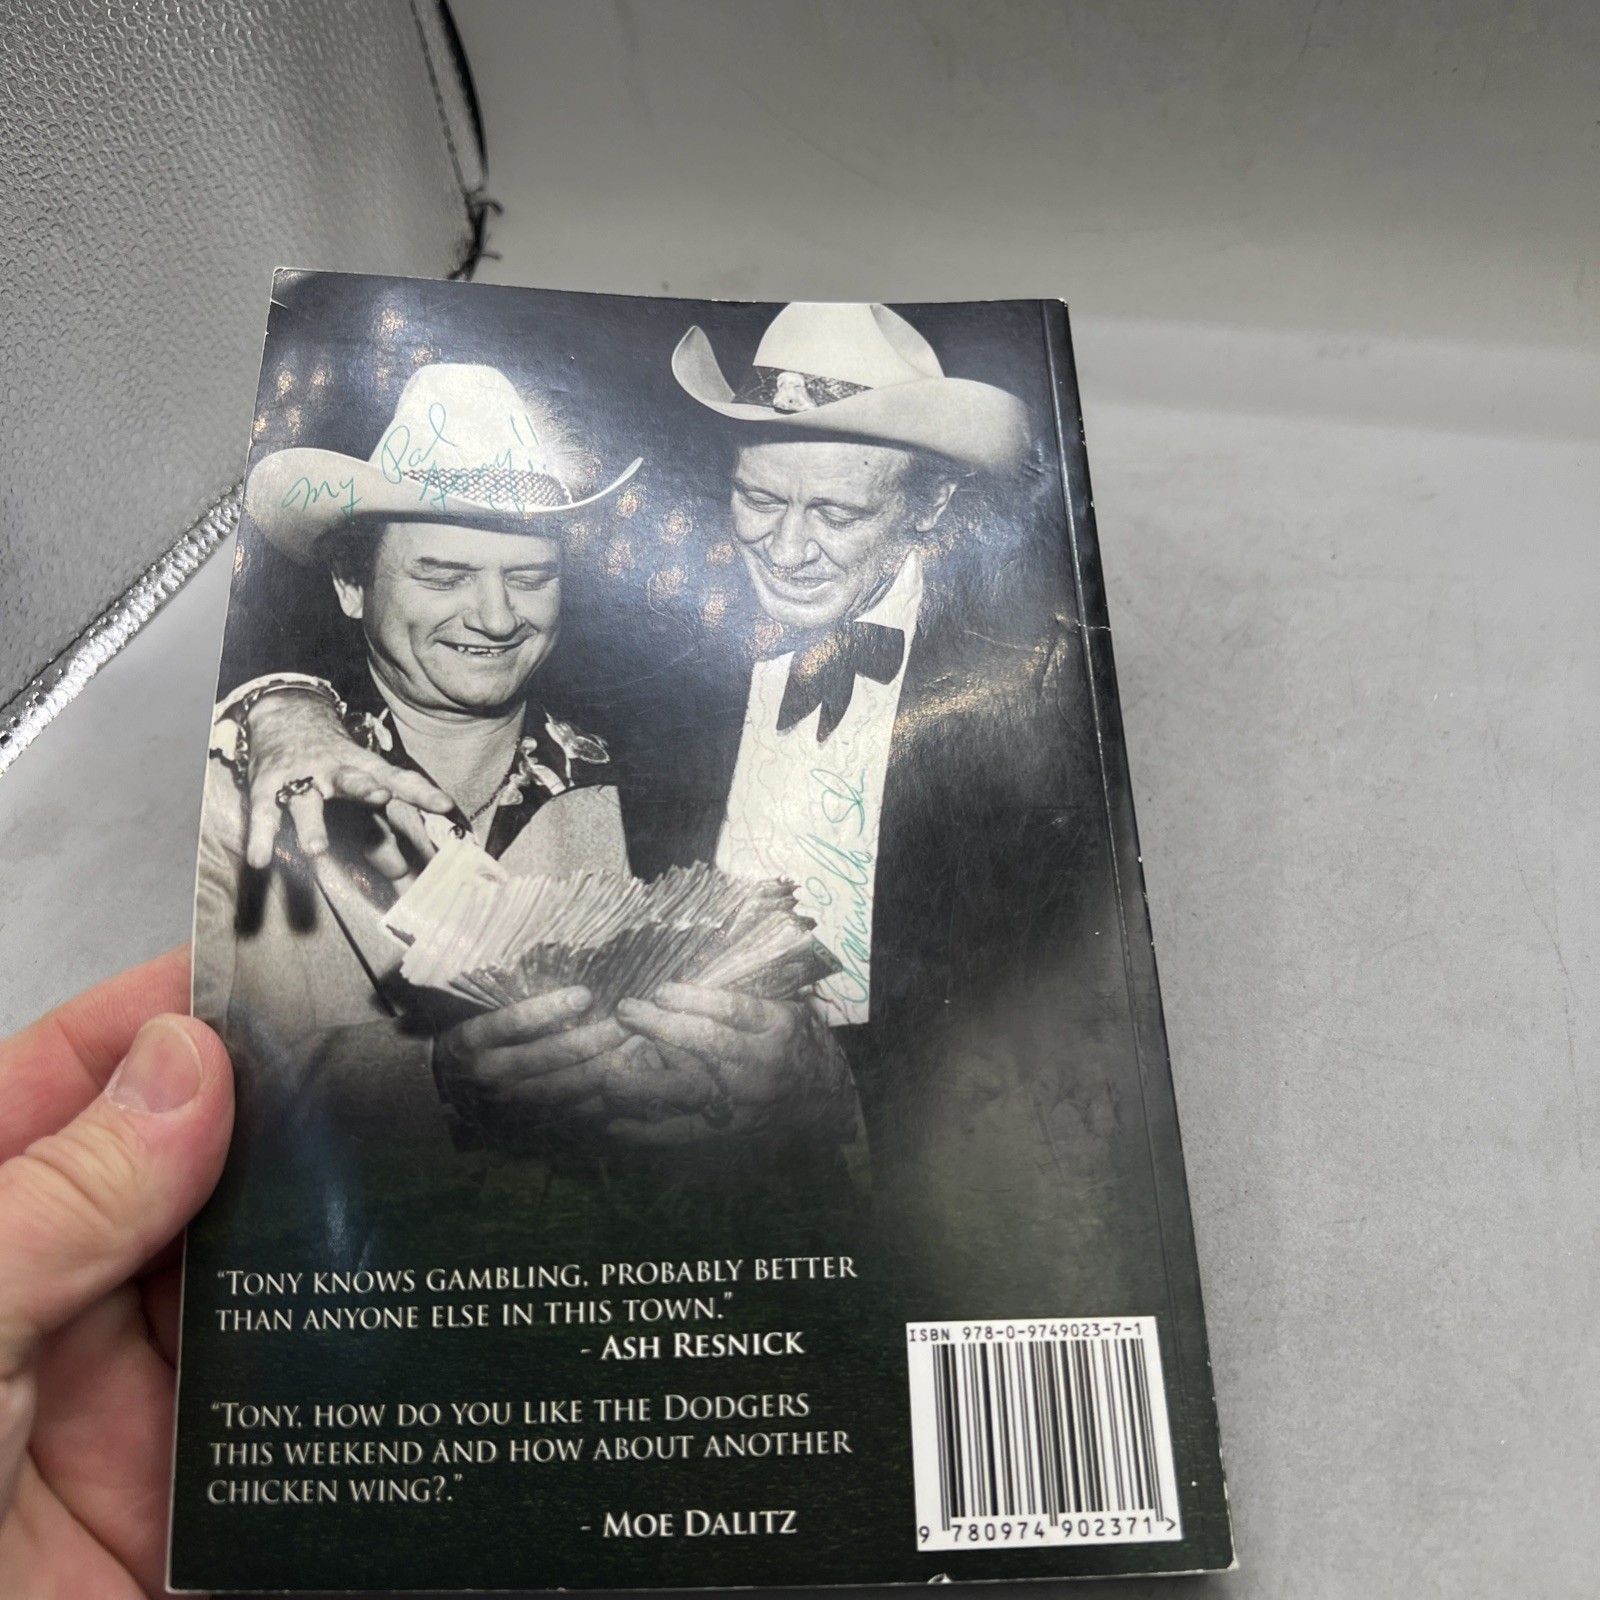 My Pal
Tony!!
"TONY KNOWS GAMBLING, PROBABLY BETTER
THAN ANYONE ELSE IN THIS TOWN."
- ASH RESNICK
"TONY, HOW DO YOU LIKE THE DODGERS
THIS WEEKEND AND HOW ABOUT ANOTHER
CHICKEN WING?."
- MOE DALITZ
ISBN 978-0-9749023-7-1
9 780974 902371 >